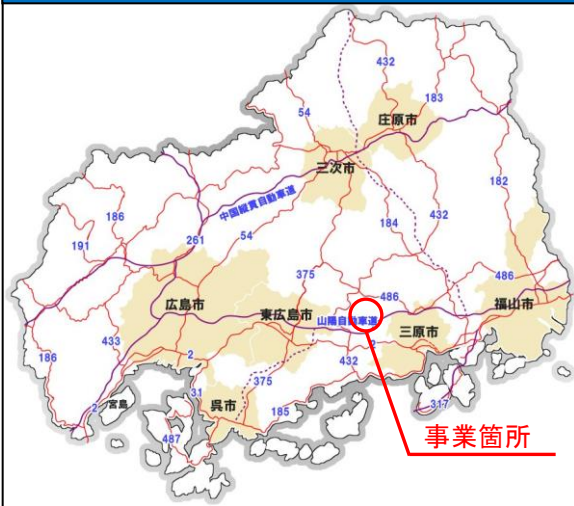 432
54
183
庄原市
三次市
182
中国縦貫自動車道
186
191
261
54
184
432
375
486
486
広島市
東広島市
山陽自動車道
三原市
福山市
186
433
2
2
432
375
31
呉市
185
宮島
2
317
487
事業箇所